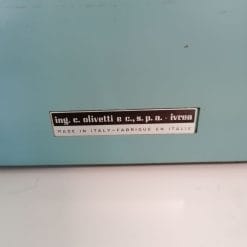 ing. c. olivetti e c., s. p. a. - ivrea
MADE IN ITALY-FABRIQUE EN ITALIE